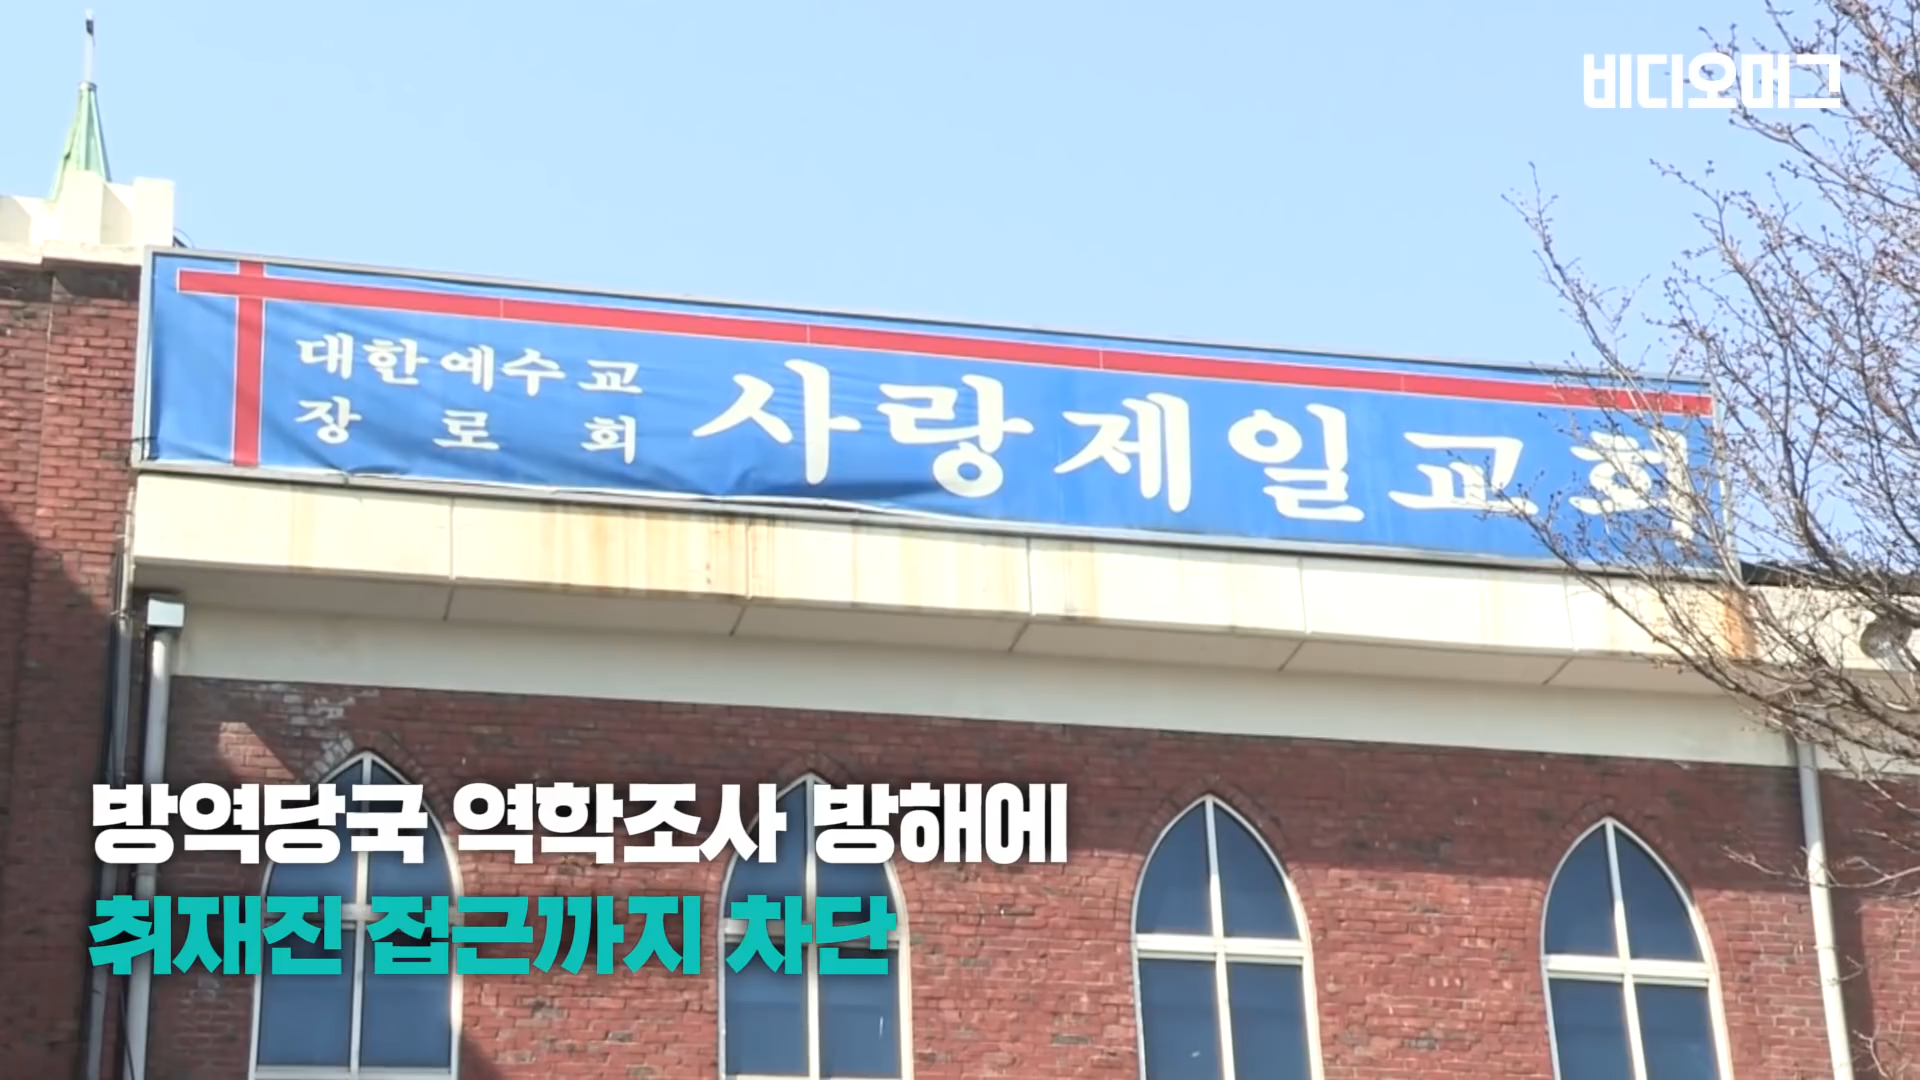 비디오머그
대한예수교
장로회
사랑제일교회
방역당국 역학조사 방해에
취재진 접근까지 차단